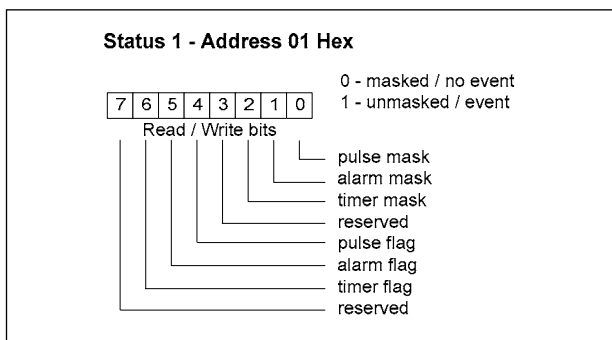 Status 1 - Address 01 Hex
0 - masked / no event
1 - unmasked / event
7 6 5 4 3 2 1 0
Read / Write bits
pulse mask
alarm mask
timer mask
reserved
pulse flag
alarm flag
timer flag
reserved